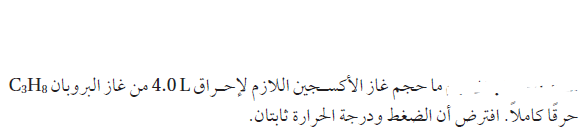 ما حجم غاز الأكسجين اللازم لإحراق 4.0 L من غاز البروبان C₃H₈
حرقًا كاملاً. افترض أن الضغط ودرجة الحرارة ثابتان.